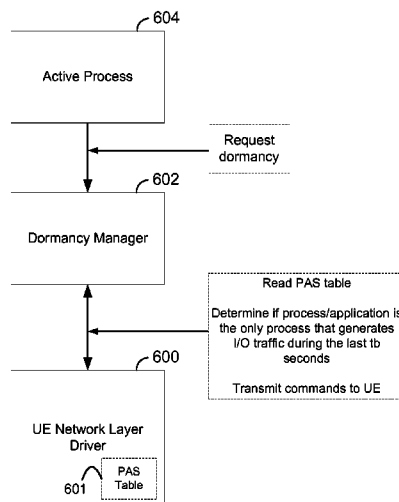 604
Active Process
Request
dormancy
602
Dormancy Manager
Read PAS table
Determine if process/application is
the only process that generates
I/O traffic during the last tb
seconds
Transmit commands to UE
600
UE Network Layer
Driver
PAS
Table
601